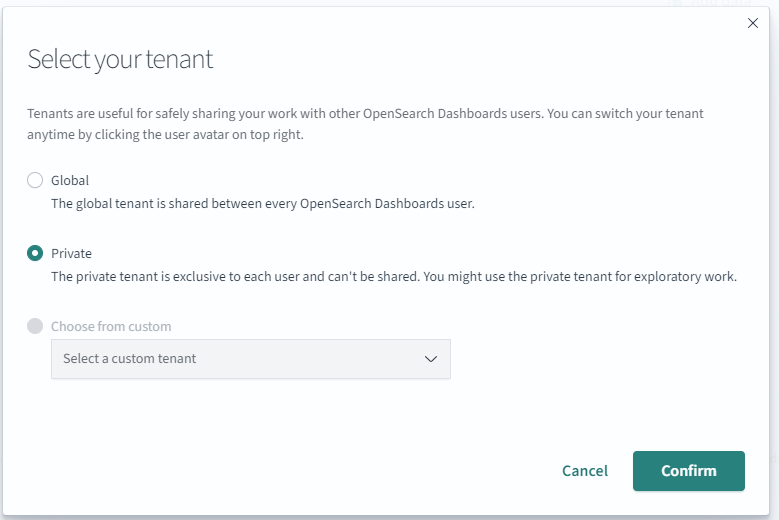 Select your tenant
Tenants are useful for safely sharing your work with other OpenSearch Dashboards users. You can switch your tenant
anytime by clicking the user avatar on top right.
Global
The global tenant is shared between every OpenSearch Dashboards user.
Private
The private tenant is exclusive to each user and can't be shared. You might use the private tenant for exploratory work.
Choose from custom
Select a custom tenant
Cancel
Confirm